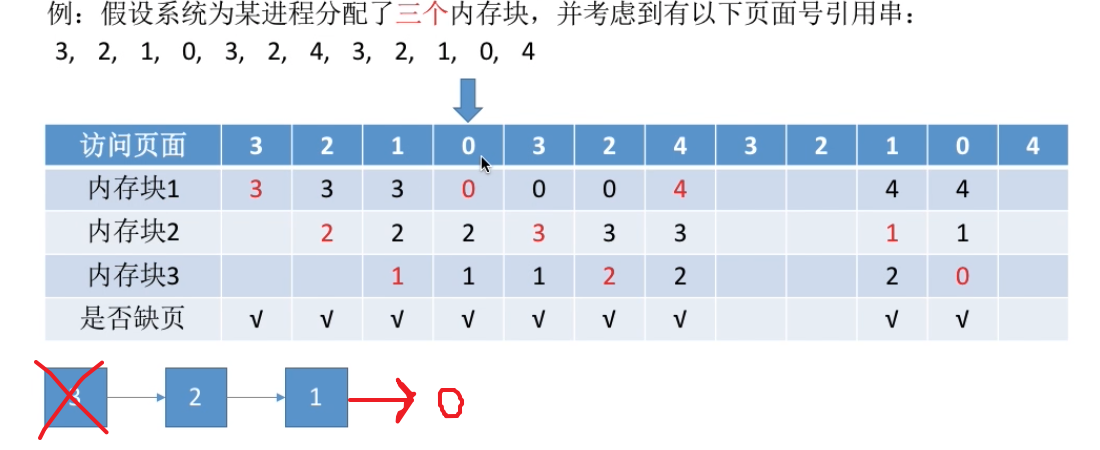 例：假设系统为某进程分配了三个内存块，并考虑到有以下页面号引用串：
3, 2, 1, 0, 3, 2, 4, 3, 2, 1, 0, 4
访问页面 3 2 1 0 3 2 4 3 2 1 0 4
内存块1 3 3 3 0 0 0 4 4 4
内存块2 2 2 2 3 3 3 1 1
内存块3 1 1 1 2 2 2 0
是否缺页 √ √ √ √ √ √ √ √ √
3 2 1 0